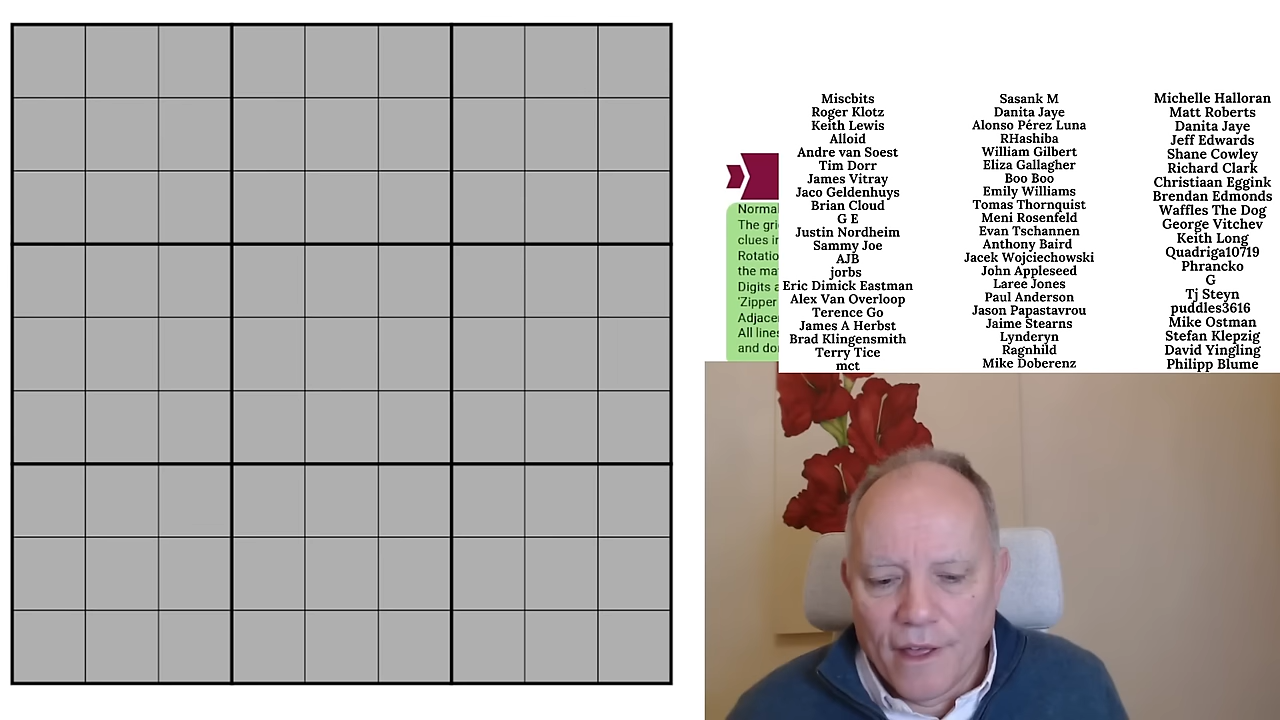 Miscbits
Roger Klotz
Keith Lewis
Alloid
Andre van Soest
Tim Dorr
James Vitray
Jaco Geldenhuys
Brian Cloud
G E
Justin Nordheim
Sammy Joe
AJB
jorbs
Eric Dimick Eastman
Alex Van Overloop
Terence Go
James A Herbst
Brad Klingensmith
Terry Tice
mct
Sasank M
Danita Jaye
Alonso Pérez Luna
RHashiba
William Gilbert
Eliza Gallagher
Boo Boo
Emily Williams
Tomas Thornquist
Meni Rosenfeld
Evan Tschannen
Anthony Baird
Jacek Wojciechowski
John Appleseed
Laree Jones
Paul Anderson
Jason Papastavrou
Jaime Stearns
Lynderyn
Ragnhild
Mike Doberenz
Michelle Halloran
Matt Roberts
Danita Jaye
Jeff Edwards
Shane Cowley
Richard Clark
Christiaan Eggink
Brendan Edmonds
Waffles The Dog
George Vitchev
Keith Long
Quadriga10719
Phrancko
G
Tj Steyn
puddles3616
Mike Ostman
Stefan Klepzig
David Yingling
Philipp Blume
Normal
The gri
clues in
Rotatio
the ma
Digits a
'Zipper
Adjace
All lines
and do